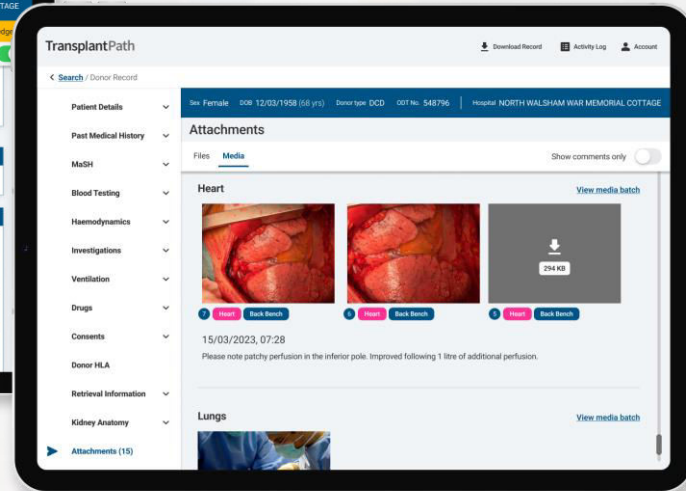 TAGE
TransplantPath
Download Record
Activity Log
Account
Search / Donor Record
Patient Details
Past Medical History
MaSH
Blood Testing
Haemodynamics
Investigations
Ventilation
Drugs
Consents
Donor HLA
Retrieval Information
Kidney Anatomy
Attachments (15)
Sex Female DOB 12/03/1958 (68 yrs) Donor type DCD ODT No. 548796 | Hospital NORTH WALSHAM WAR MEMORIAL COTTAGE
Attachments
Files Media Show comments only
Heart View media batch
294 KB
7 Heart Back Bench 6 Heart Back Bench 5 Heart Back Bench
15/03/2023, 07:28
Please note patchy perfusion in the inferior pole. Improved following 1 litre of additional perfusion.
Lungs View media batch